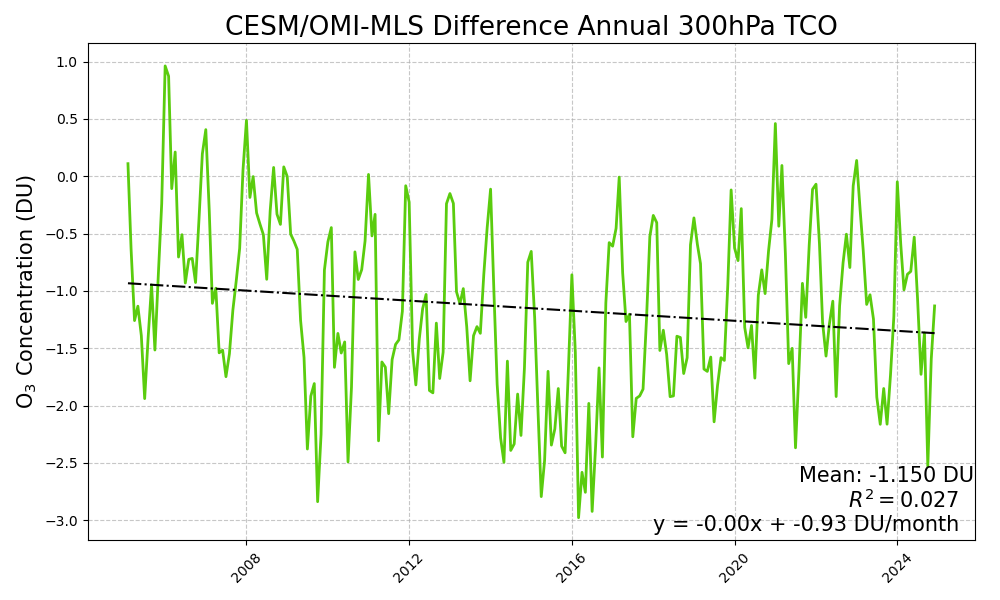 CESM/OMI-MLS Difference Annual 300hPa TCO
O₃ Concentration (DU)
1.0
0.5
0.0
−0.5
−1.0
−1.5
−2.0
−2.5
−3.0
Mean: -1.150 DU
R² = 0.027
y = -0.00x + -0.93 DU/month
2008
2012
2016
2020
2024